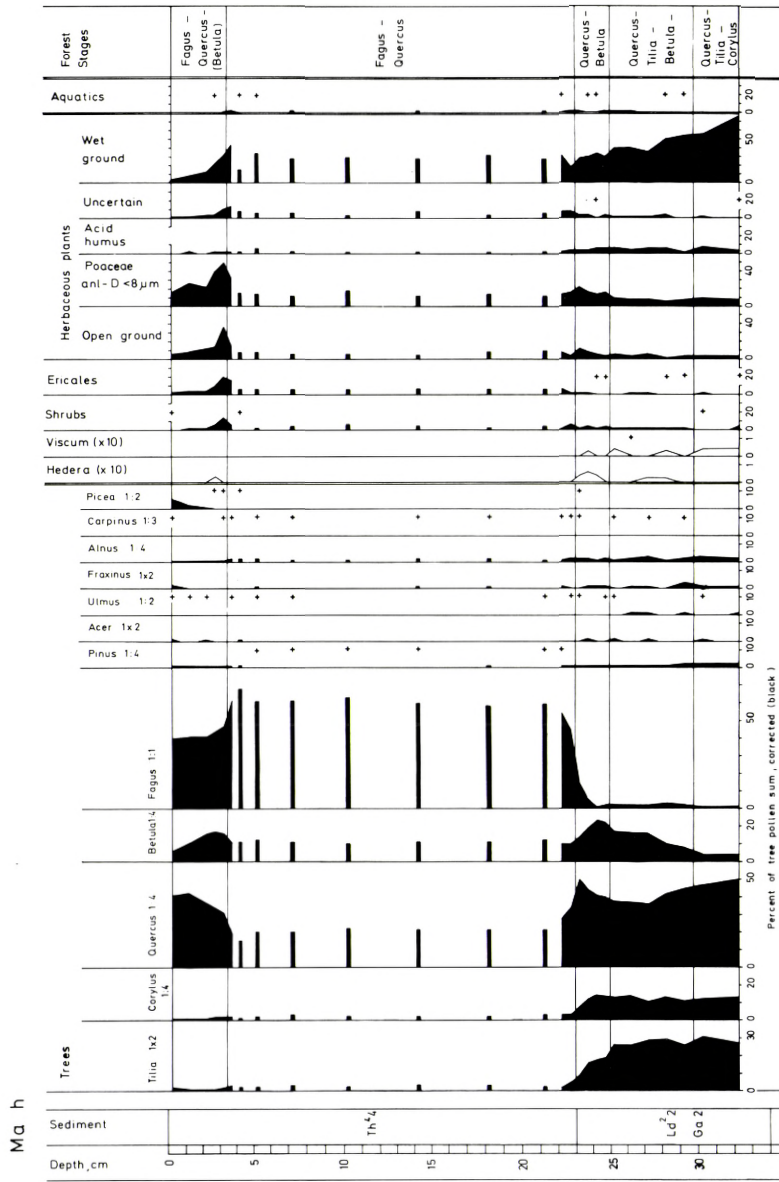 Ma h
Depth, cm
0
5
10
15
20
25
30
Sediment
Th⁴4
Ld²2
Ga2
Trees
Tilia 1x2
0
30
Corylus 1:4
0
20
Quercus 1:4
0
50
Betula 1:4
0
20
Fagus 1:1
0
50
Pinus 1:4
0
10
Acer 1x2
0
10
Ulmus 1:2
0
10
Fraxinus 1x2
0
10
Alnus 1:4
0
10
Carpinus 1:3
0
10
Picea 1:2
0
10
Hedera (x10)
0
1
Viscum (x10)
0
1
Shrubs
0
20
Ericales
0
20
Herbaceous plants
Open ground
0
40
Poaceae
anl-D <8µm
0
40
Acid
humus
0
20
Uncertain
0
20
Wet
ground
0
50
Aquatics
0
20
Forest
Stages
Fagus -
Quercus -
(Betula)
Fagus -
Quercus
Quercus -
Betula
Quercus -
Tilia -
Betula -
Quercus -
Tilia -
Corylus
Percent of tree pollen sum, corrected (black)